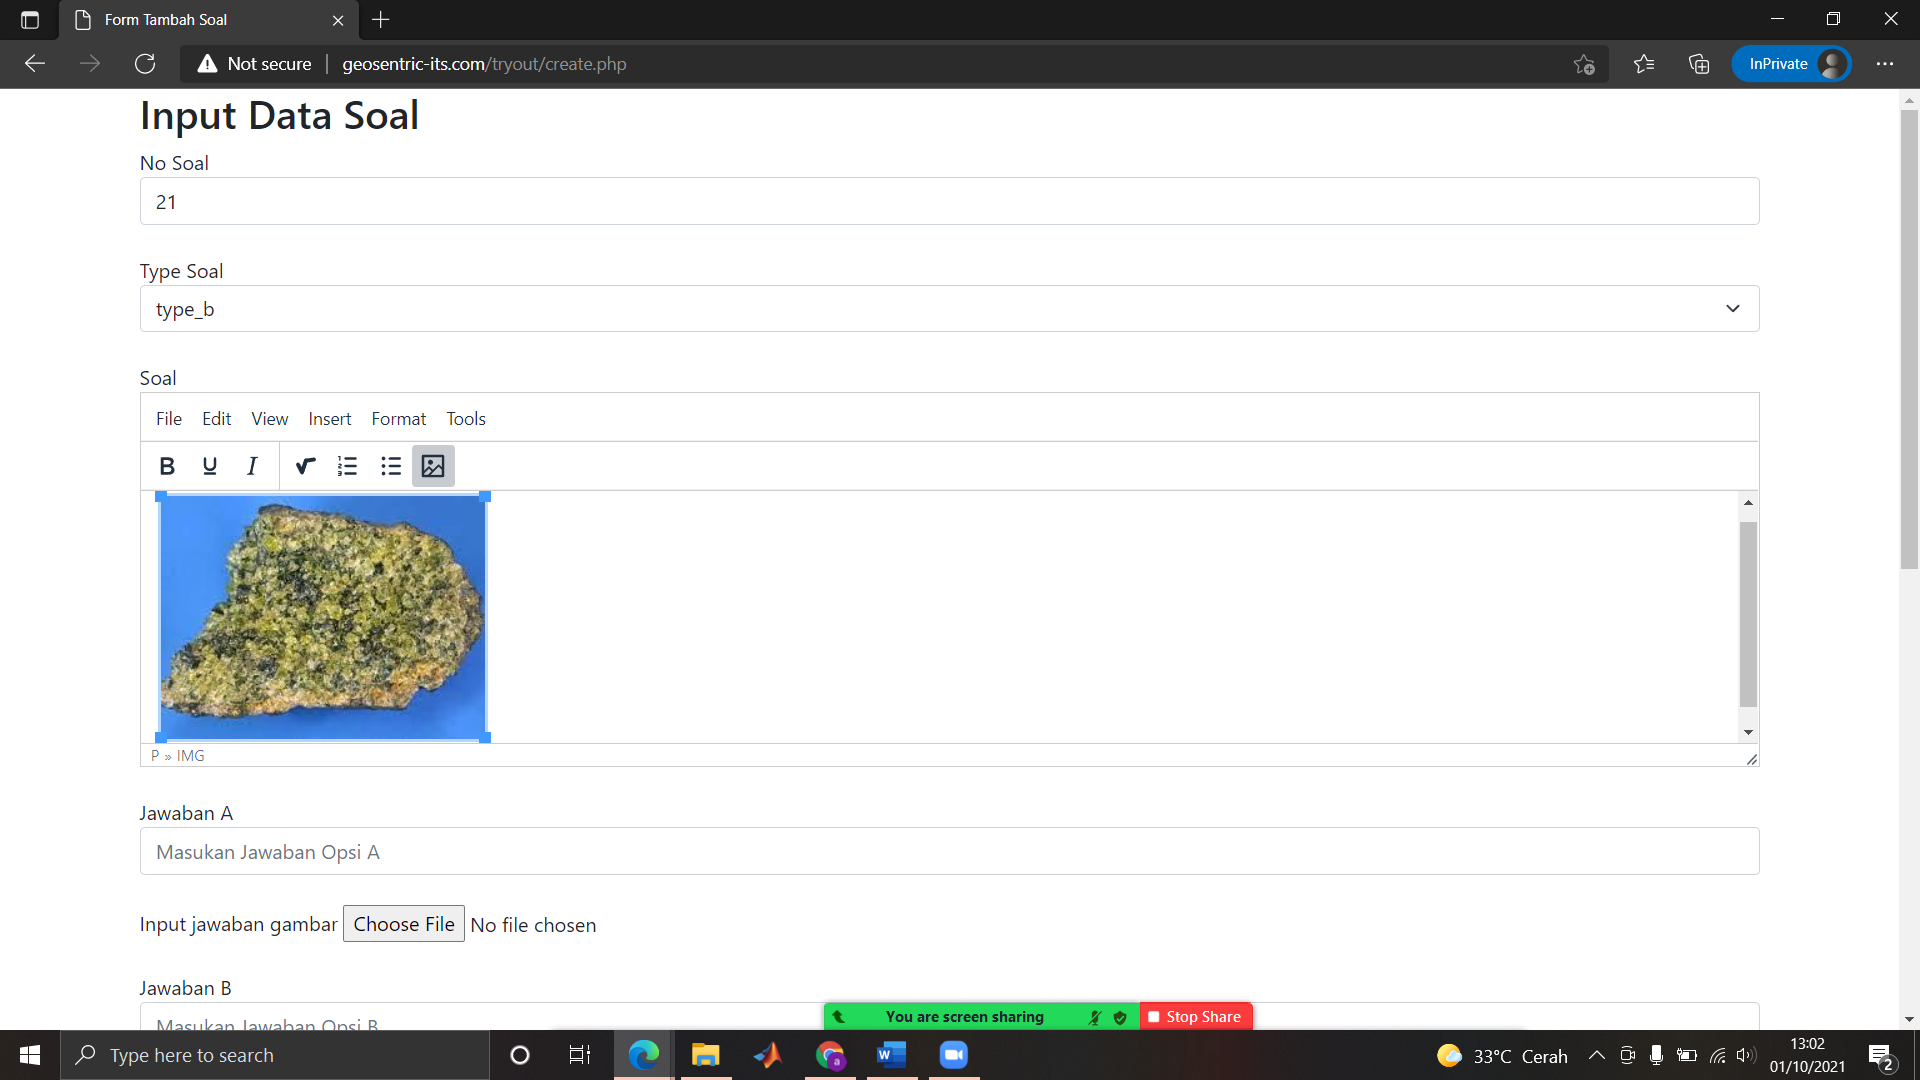 Form Tambah Soal
Not secure
geosentric-its.com/tryout/create.php
InPrivate
Input Data Soal
No Soal
21
Type Soal
type_b
Soal
File Edit View Insert Format Tools
B U I
P » IMG
Jawaban A
Masukan Jawaban Opsi A
Input jawaban gambar Choose File No file chosen
Jawaban B
Masukan Jawaban Opsi B
You are screen sharing Stop Share
Type here to search
33°C Cerah
13:02
01/10/2021
2